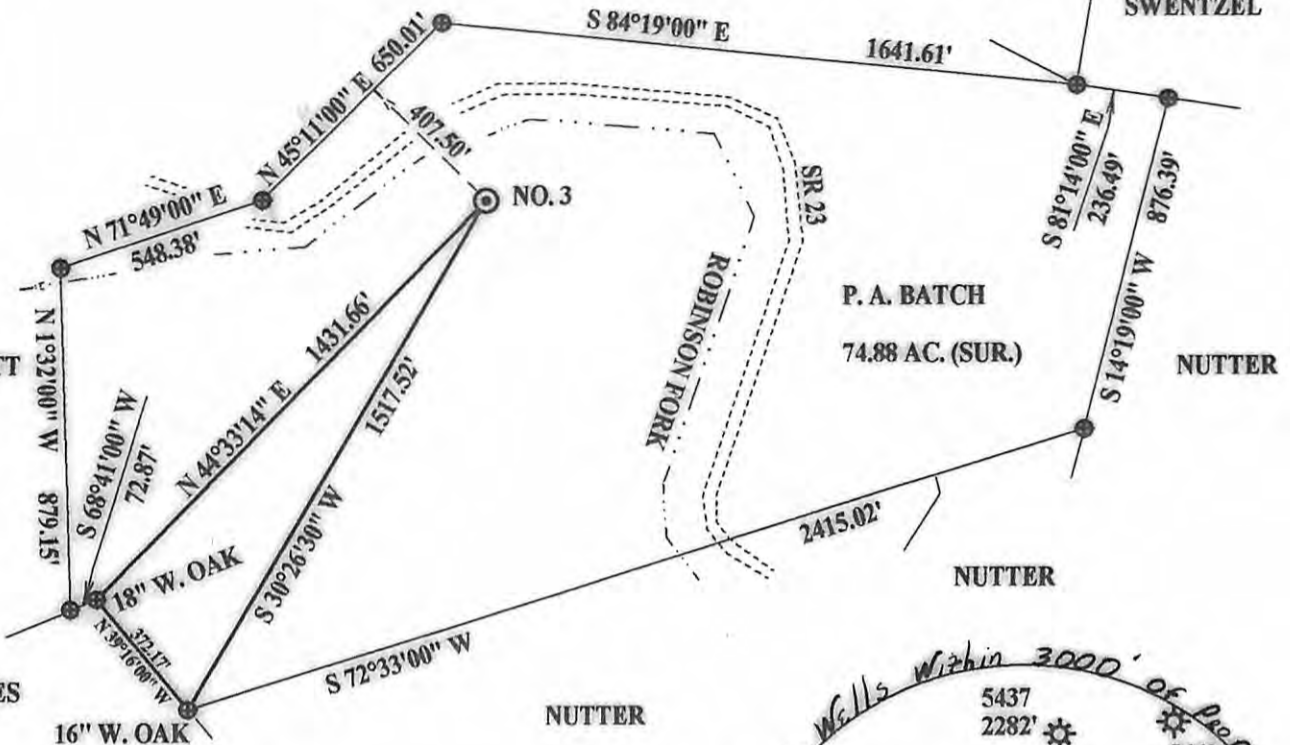 SWENTZEL
S 84°19'00" E
1641.61'
N 45°11'00" E 650.01'
407.50'
NO. 3
N 71°49'00" E
548.38'
SR 23
S 81°14'00" E
236.49'
876.39'
S 14°19'00" W
ROBINSON FORK
P. A. BATCH
74.88 AC. (SUR.)
NUTTER
N 1°32'00" W 879.15'
S 68°41'00" W
72.87'
N 44°33'14" E 1431.66'
S 30°26'30" W 1517.52'
18" W. OAK
372.17'
N 39°16'00" W
16" W. OAK
S 72°33'00" W
2415.02'
NUTTER
NUTTER
Wells Within 3000' of
5437
2282'